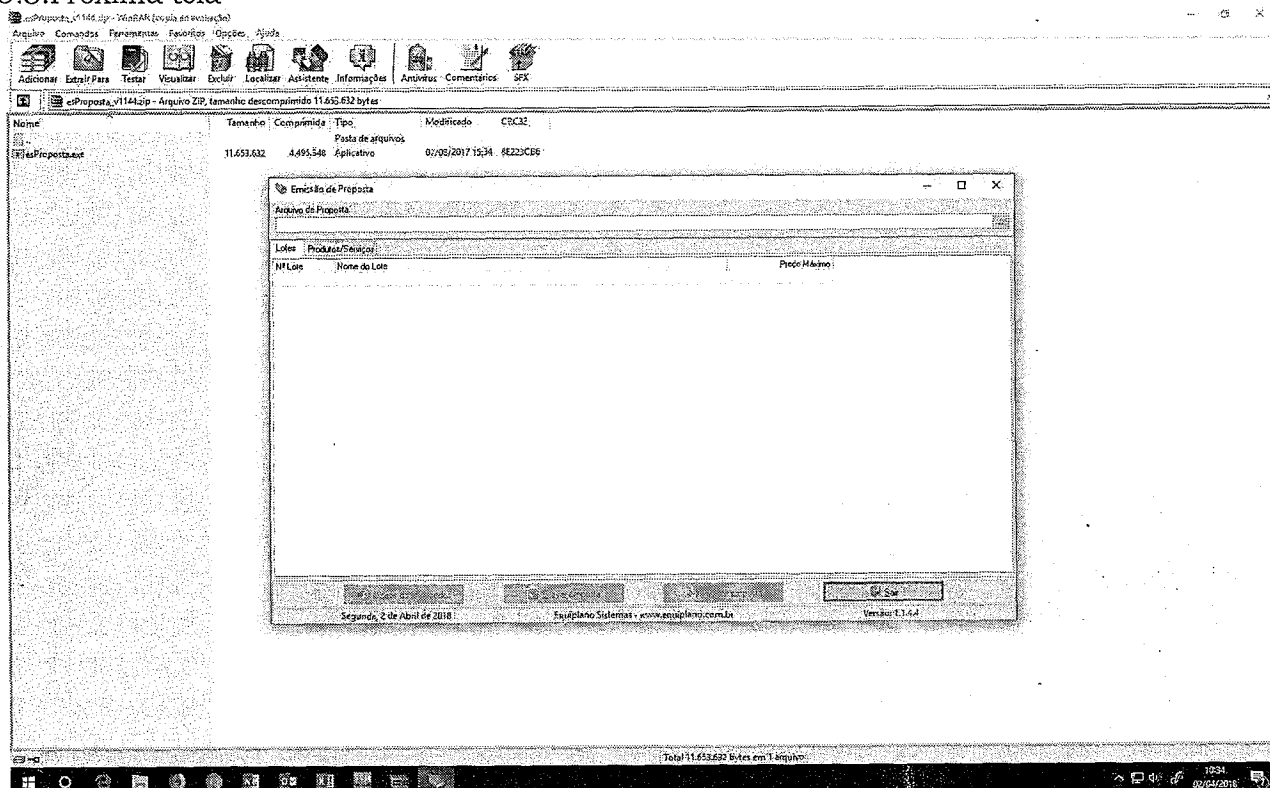 Próxima tela
esProposta_v1144.zip - WinRAR (cópia de avaliação)
Arquivo Comandos Ferramentas Favoritos Opções Ajuda
Adicionar Extrair Para Testar Visualizar Excluir Localizar Assistente Informações Antivírus Comentários SFX
esProposta_v1144.zip - Arquivo ZIP, tamanho descomprimido 11.653.632 bytes
Nome Tamanho Comprimido Tipo Modificado CRC32
.. Pasta de arquivos
esProposta.exe 11.653.632 4.495.548 Aplicativo 02/08/2017 15:34
Emissão de Proposta
Arquivo de Proposta
Lotes Produtos/Serviços
Nº Lote Nome do Lote Preço Máximo
Sair
Segunda, 2 de Abril de 2018 Equiplano Sistemas - www.equiplano.com.br Versão: 1.1.4.4
Total 11.653.632 bytes em 1 arquivo
10:34
02/04/2018